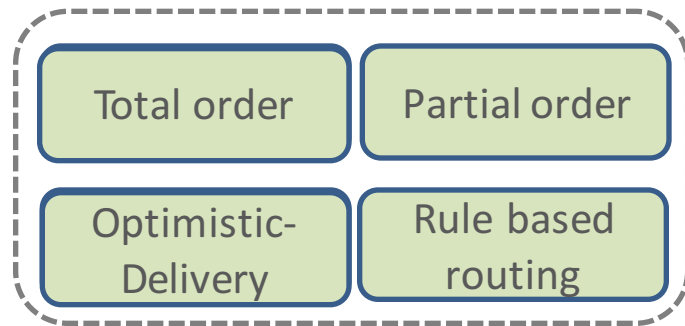 Total order
Partial order
Optimistic-
Delivery
Rule based
routing